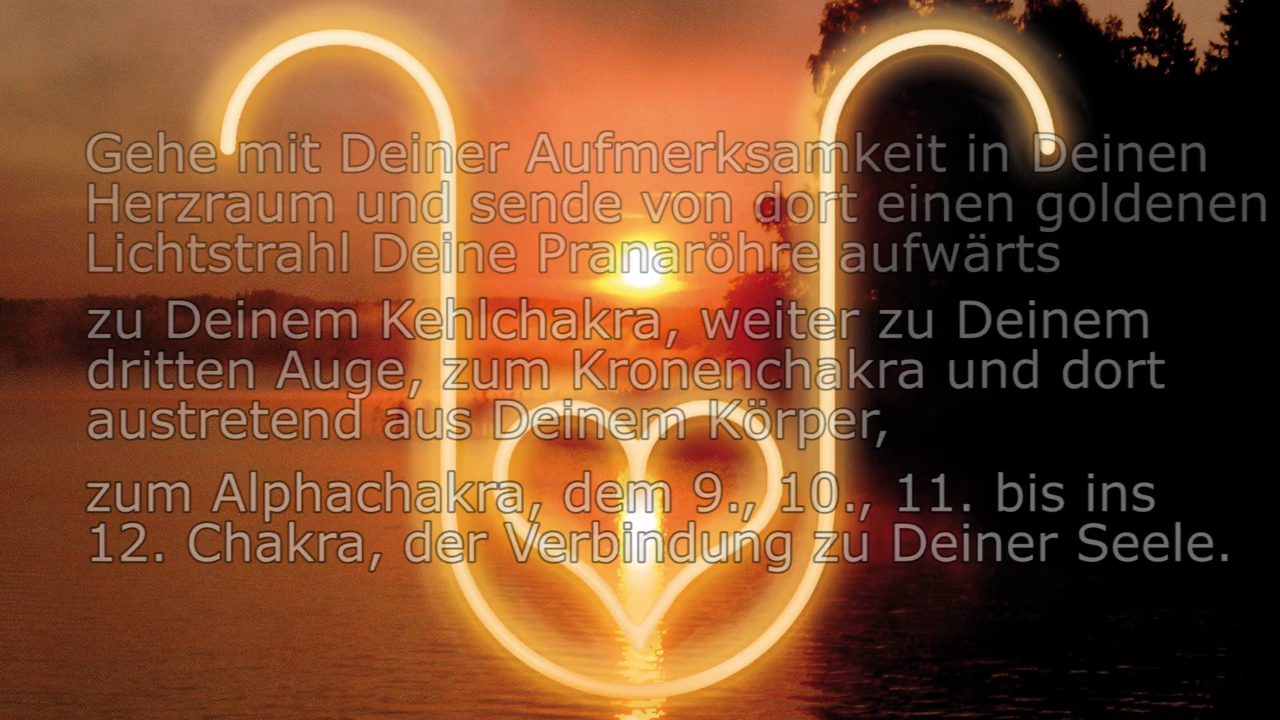 Gehe mit Deiner Aufmerksamkeit in Deinen
Herzraum und sende von dort einen goldenen
Lichtstrahl Deine Pranaröhre aufwärts
zu Deinem Kehlchakra, weiter zu Deinem
dritten Auge, zum Kronenchakra und dort
austretend aus Deinem Körper,
zum Alphachakra, dem 9., 10., 11. bis ins
12. Chakra, der Verbindung zu Deiner Seele.